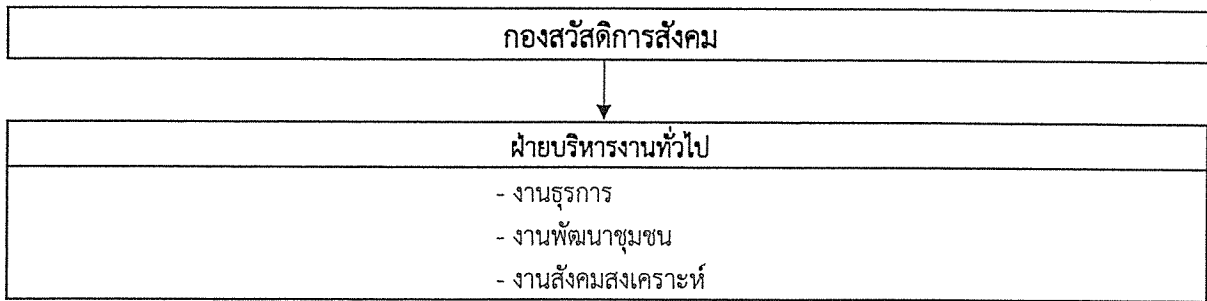 กองสวัสดิการสังคม
ฝ่ายบริหารงานทั่วไป
- งานธุรการ
- งานพัฒนาชุมชน
- งานสังคมสงเคราะห์